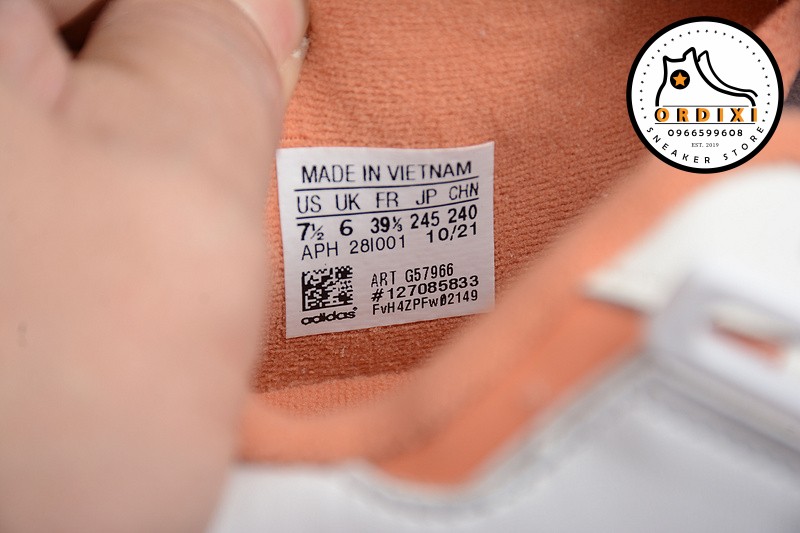 MADE IN VIETNAM
US UK FR JP CHN
7½ 6 39⅓ 245 240
APH 28I001 10/21
ART G57966
#127085833
FvH4ZPFw02149
adidas
ORDIXI
0966599608
EST. 2019
SNEAKER STORE